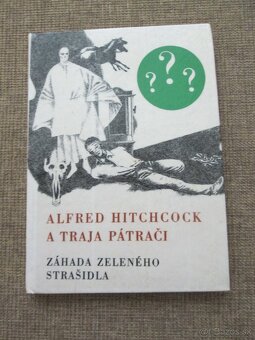 ? ? ?
ALFRED HITCHCOCK
A TRAJA PÁTRAČI
ZÁHADA ZELENÉHO
STRAŠIDLA